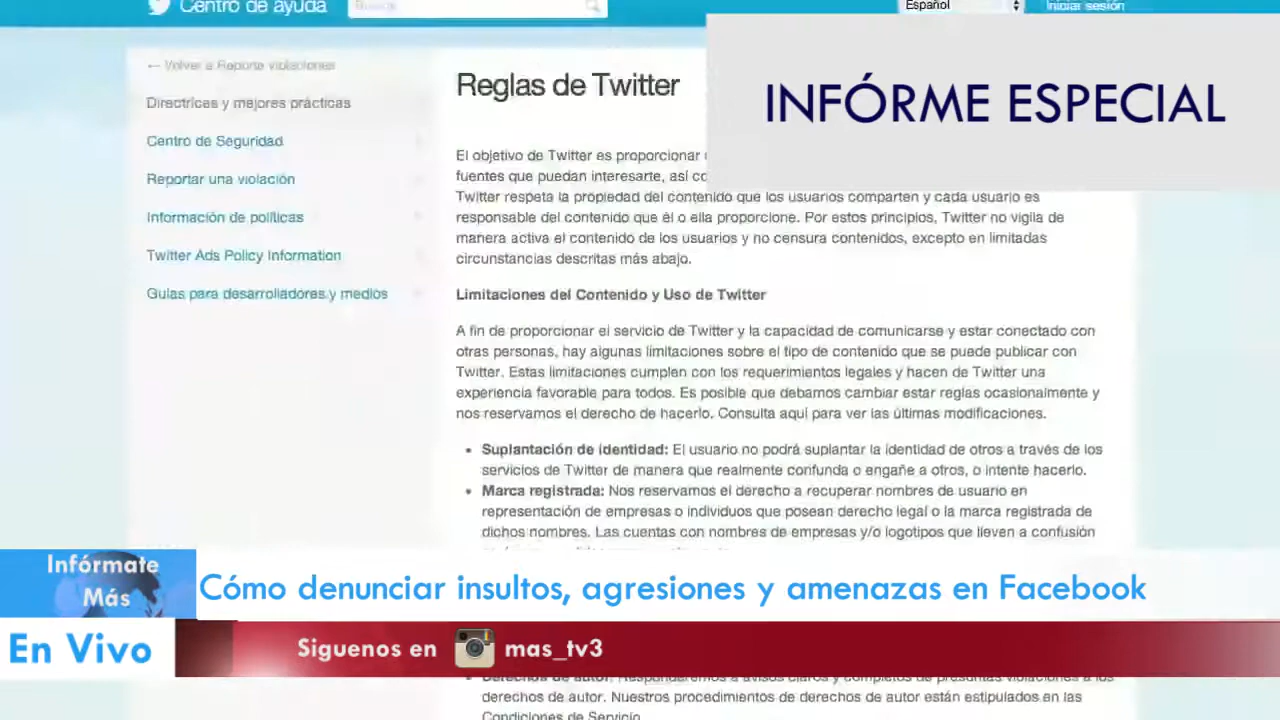 Centro de ayuda
Buscar
Español
Iniciar sesión
← Volver a Reporte violaciones
Directrices y mejores prácticas
Centro de Seguridad
Reportar una violación
Información de políticas
Twitter Ads Policy Information
Guías para desarrolladores y medios
INFÓRME ESPECIAL
Reglas de Twitter
El objetivo de Twitter es proporcionar
fuentes que puedan interesarte, así
Twitter respeta la propiedad del contenido que los usuarios comparten y cada usuario es
responsable del contenido que él o ella proporcione. Por estos principios, Twitter no vigila de
manera activa el contenido de los usuarios y no censura contenidos, excepto en limitadas
circunstancias descritas más abajo.
Limitaciones del Contenido y Uso de Twitter
A fin de proporcionar el servicio de Twitter y la capacidad de comunicarse y estar conectado con
otras personas, hay algunas limitaciones sobre el tipo de contenido que se puede publicar con
Twitter. Estas limitaciones cumplen con los requerimientos legales y hacen de Twitter una
experiencia favorable para todos. Es posible que debamos cambiar estar reglas ocasionalmente y
nos reservamos el derecho de hacerlo. Consulta aquí para ver las últimas modificaciones.
• Suplantación de identidad: El usuario no podrá suplantar la identidad de otros a través de los
servicios de Twitter de manera que realmente confunda o engañe a otros, o intente hacerlo.
• Marca registrada: Nos reservamos el derecho a recuperar nombres de usuario en
representación de empresas o individuos que posean derecho legal o la marca registrada de
dichos nombres. Las cuentas con nombres de empresas y/o logotipos que lleven a confusión
Infórmate
Más
Cómo denunciar insultos, agresiones y amenazas en Facebook
En Vivo
Siguenos en mas_tv3
• Derechos de autor: Responderemos a avisos claros y completos de presuntas violaciones a los
derechos de autor. Nuestros procedimientos de derechos de autor están estipulados en las
Condiciones de Servicio.